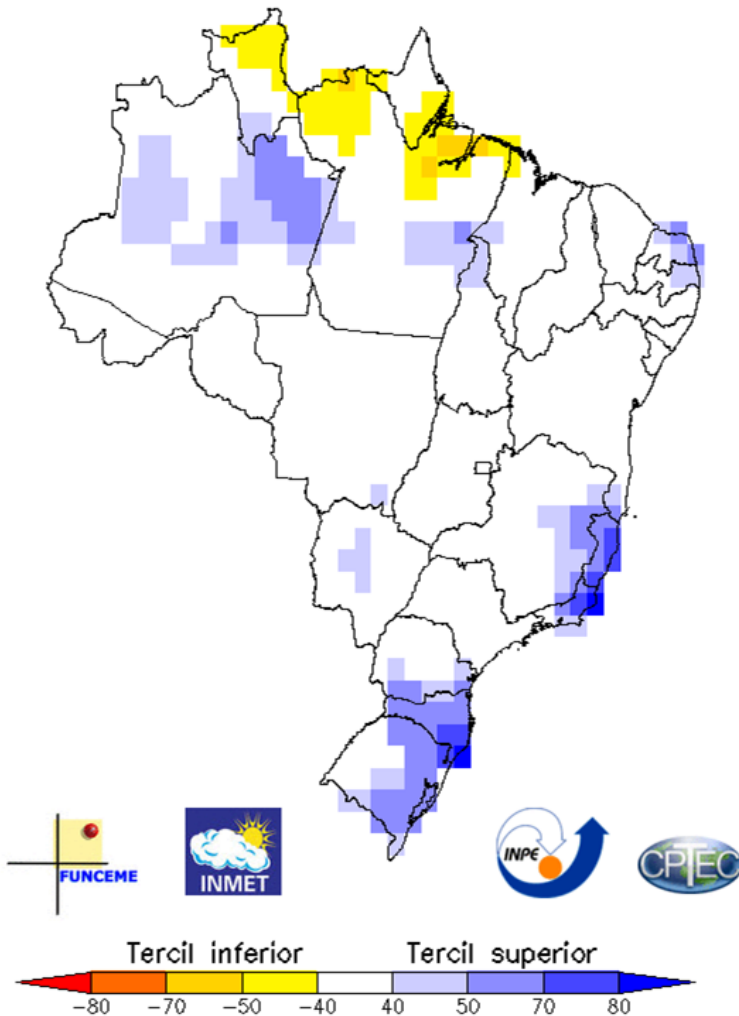 FUNCEME
INMET
INPE
CPTEC
Tercil inferior Tercil superior
-80 -70 -50 -40 40 50 70 80